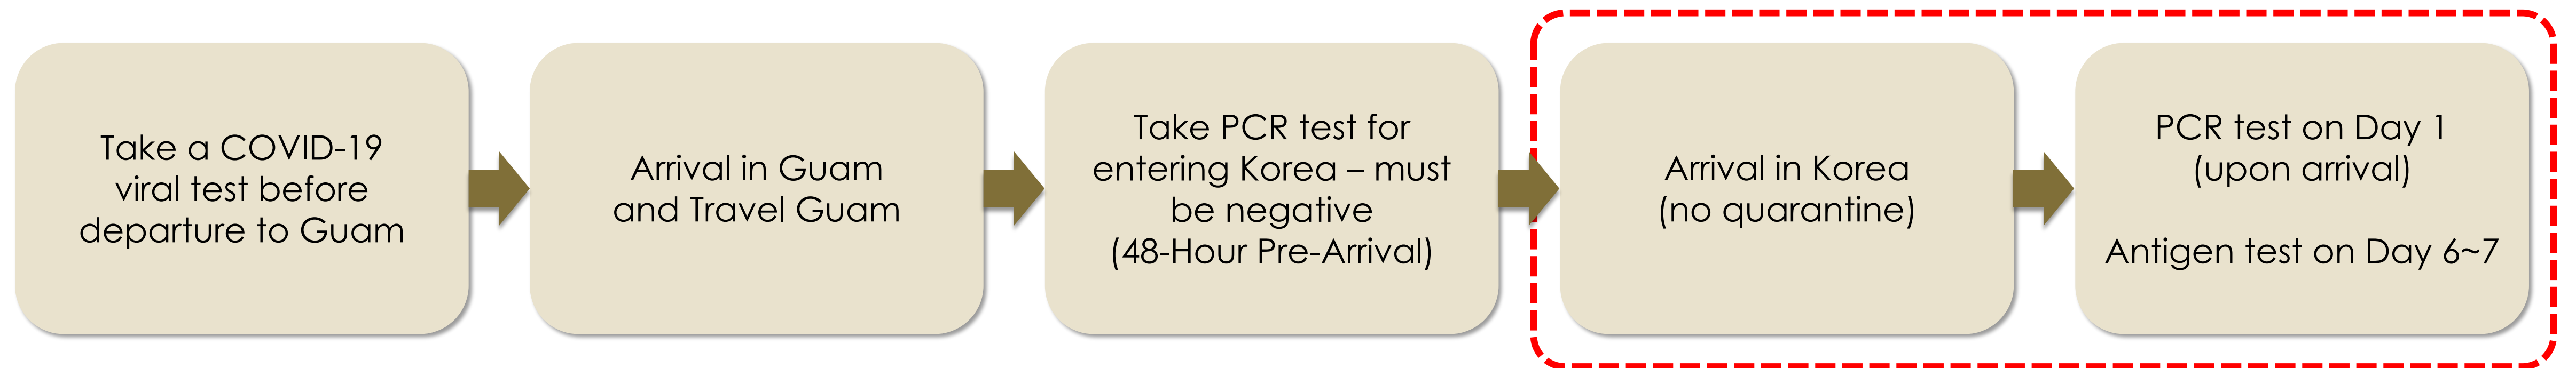 Take a COVID-19
viral test before
departure to Guam
Arrival in Guam
and Travel Guam
Take PCR test for
entering Korea – must
be negative
(48-Hour Pre-Arrival)
Arrival in Korea
(no quarantine)
PCR test on Day 1
(upon arrival)
Antigen test on Day 6~7